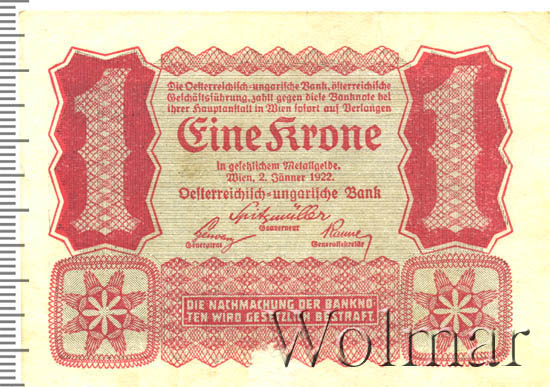 Die Oesterreichisch-ungarische Bank, österreichische
Geschäftsführung, zahlt gegen diese Banknote bei
ihrer Hauptanstalt in Wien sofort auf Verlangen
1 Eine Krone 1
in gesetzlichem Metallgelde.
Wien, 2. Jänner 1922.
Oesterreichisch-ungarische Bank
Spitzmüller
Gouverneur
Generalrat
Generalsekretär
DIE NACHMACHUNG DER BANKNO-
TEN WIRD GESETZLICH BESTRAFT.
Wolmar